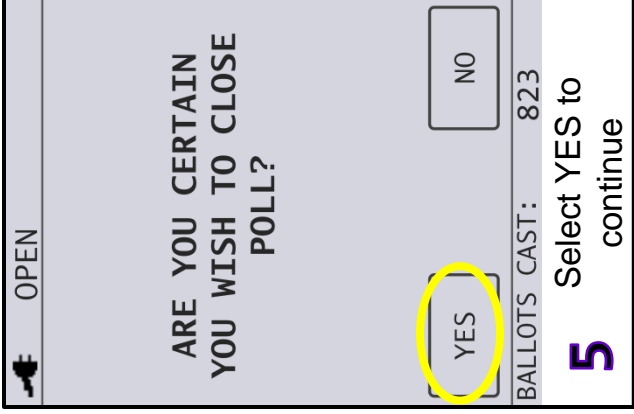 OPEN
ARE YOU CERTAIN
YOU WISH TO CLOSE
POLL?
YES NO
BALLOTS CAST: 823
5 Select YES to
continue